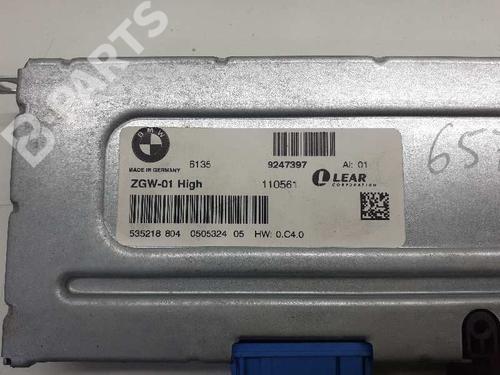 B-PARTS
BMW
MADE IN GERMANY
6135
9247397
AI: 01
ZGW-01 High
110561
LEAR
CORPORATION
535218 804
0505324 05
HW: 0.C4.0